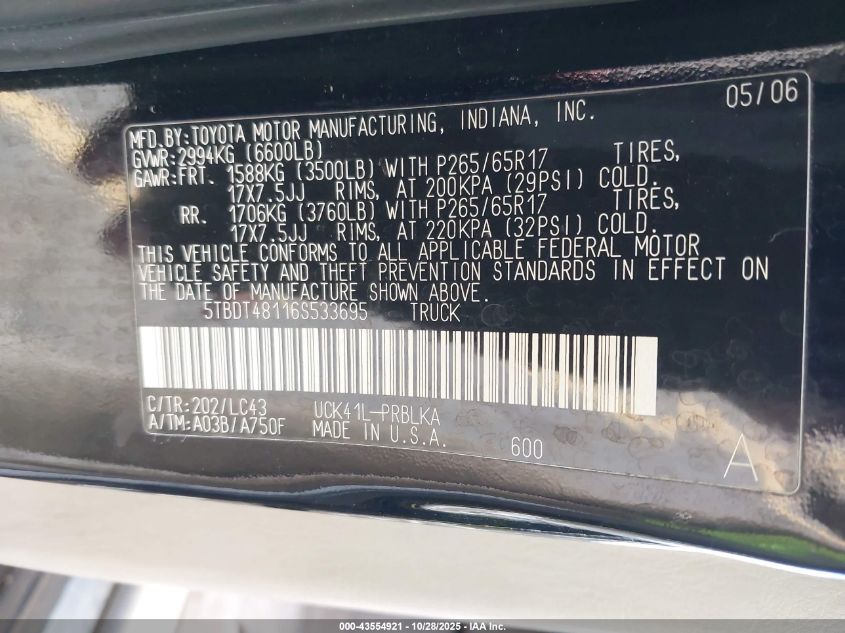 05/06
MFD.BY:TOYOTA MOTOR MANUFACTURING, INDIANA, INC.
GVWR:2994KG (6600LB)
GAWR:FRT. 1588KG (3500LB) WITH P265/65R17 TIRES,
17X7.5JJ RIMS, AT 200KPA (29PSI) COLD.
RR. 1706KG (3760LB) WITH P265/65R17 TIRES,
17X7.5JJ RIMS, AT 220KPA (32PSI) COLD.
THIS VEHICLE CONFORMS TO ALL APPLICABLE FEDERAL MOTOR
VEHICLE SAFETY AND THEFT PREVENTION STANDARDS IN EFFECT ON
THE DATE OF MANUFACTURE SHOWN ABOVE.
5TBDT48116S533695 TRUCK
C/TR:202/LC43 UCK41L-PRBLKA
A/TM:A03B/A750F MADE IN U.S.A.
600 A
000-43554921 | 10/28/2025 | IAA Inc.